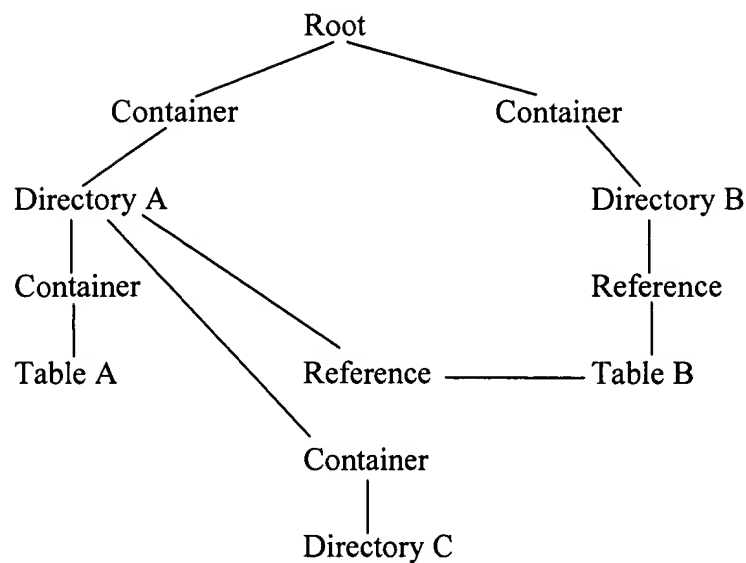 Root
Container Container
Directory A Directory B
Container Reference
Table A Reference Table B
Container
Directory C